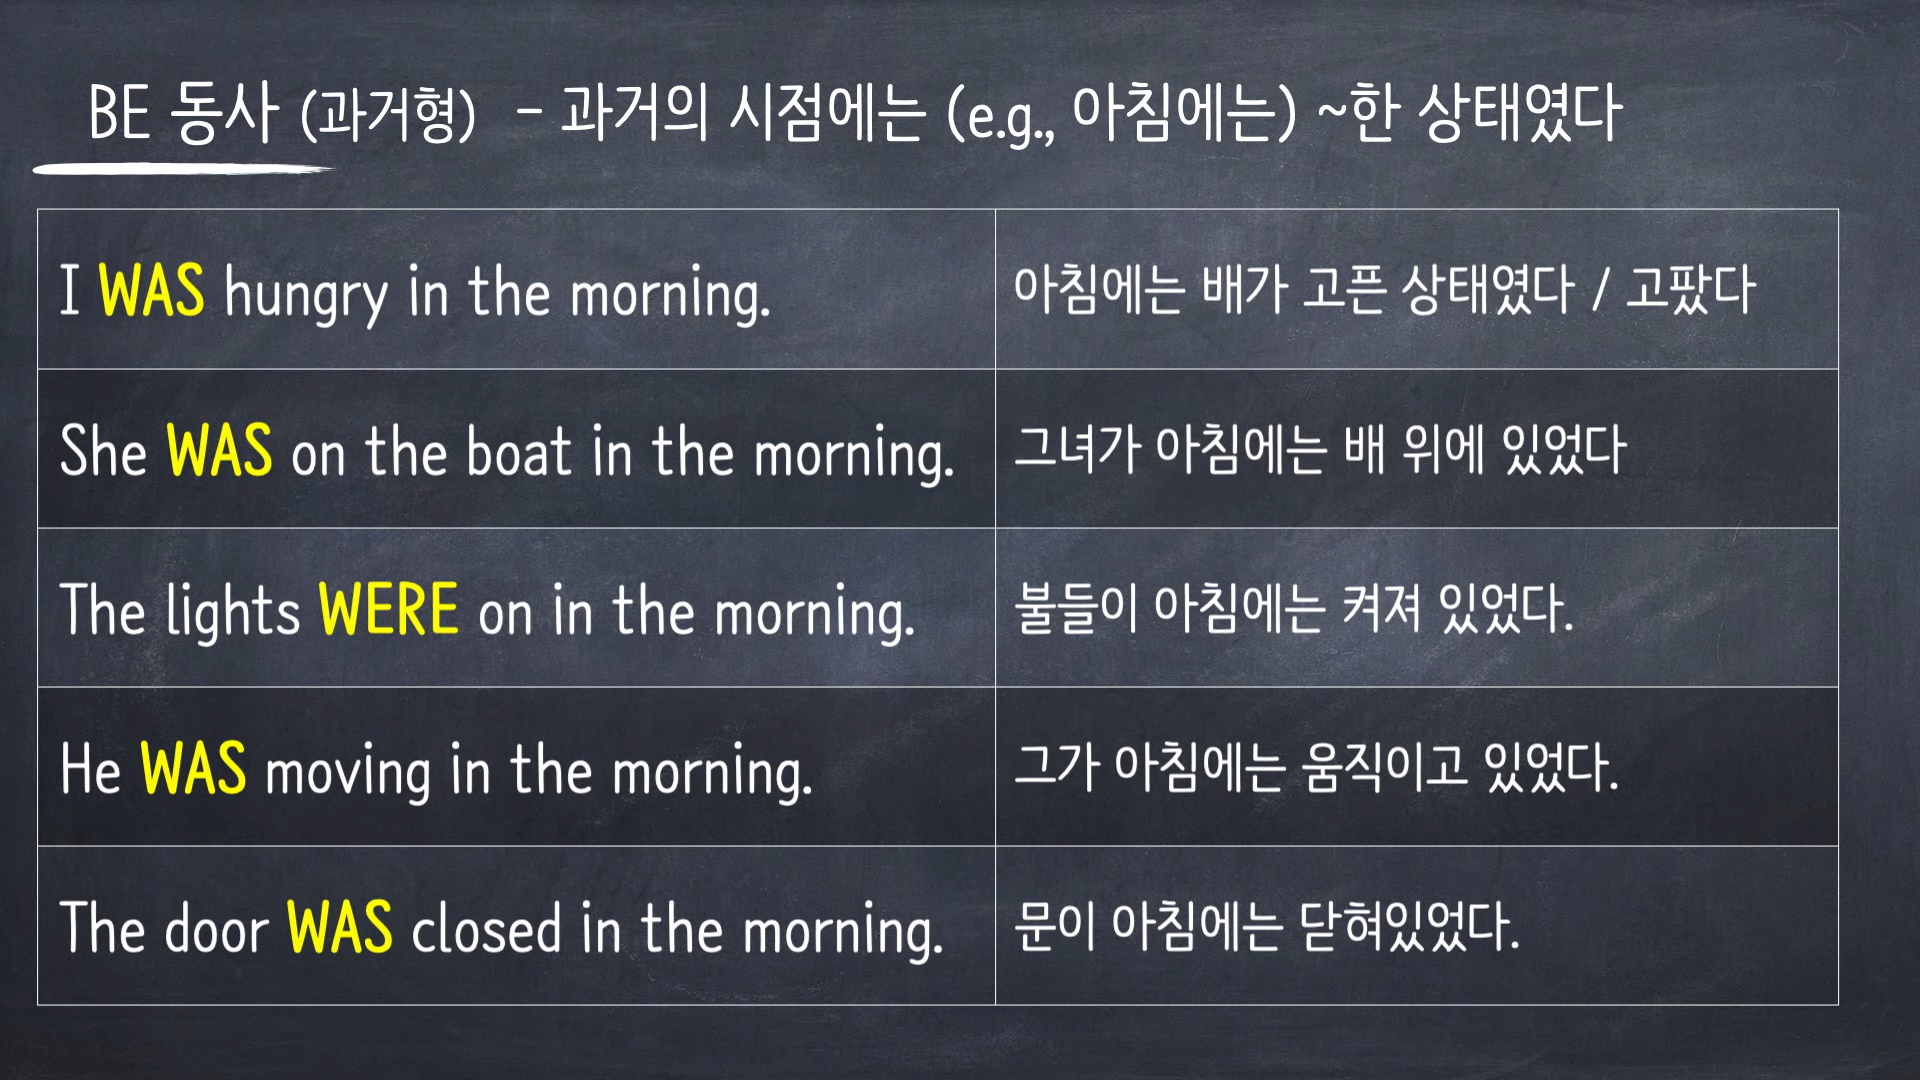 BE 동사 (과거형) - 과거의 시점에는 (e.g., 아침에는) ~한 상태였다
I WAS hungry in the morning.
아침에는 배가 고픈 상태였다 / 고팠다
She WAS on the boat in the morning.
그녀가 아침에는 배 위에 있었다
The lights WERE on in the morning.
불들이 아침에는 켜져 있었다.
He WAS moving in the morning.
그가 아침에는 움직이고 있었다.
The door WAS closed in the morning.
문이 아침에는 닫혀있었다.